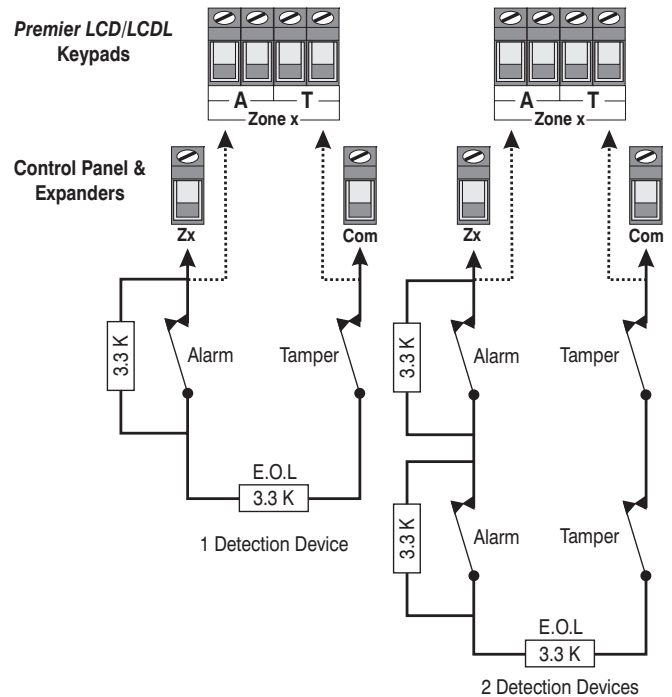 Premier LCD/LCDL
Keypads
A T
Zone x
A T
Zone x
Control Panel &
Expanders
Zx
Com
Zx
Com
3.3 K
Alarm
Tamper
3.3 K
Alarm
Tamper
E.O.L
3.3 K
1 Detection Device
3.3 K
Alarm
Tamper
E.O.L
3.3 K
2 Detection Devices